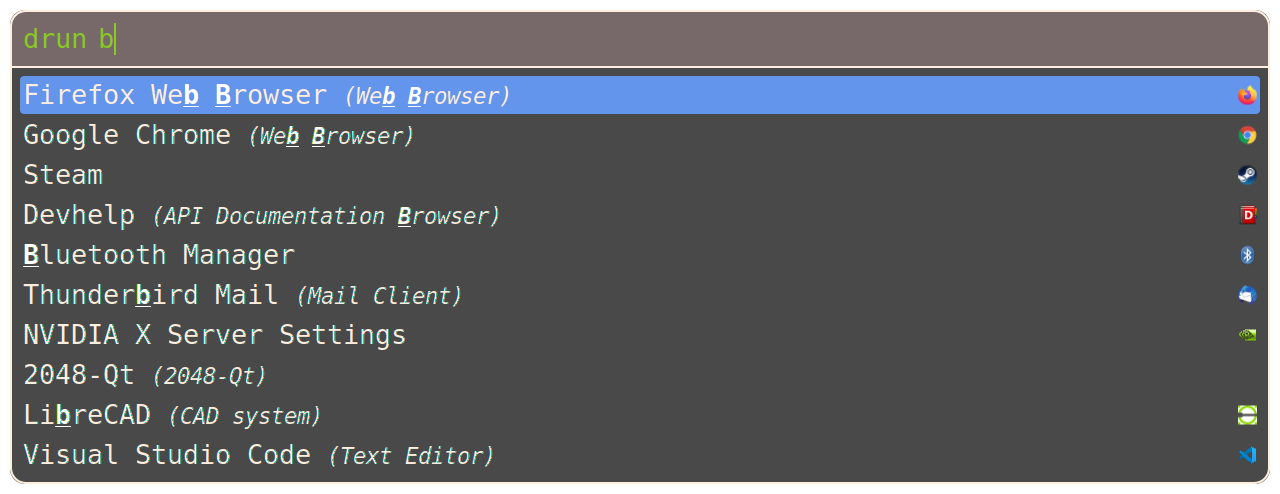 drun b
Firefox Web Browser (Web Browser)
Google Chrome (Web Browser)
Steam
Devhelp (API Documentation Browser)
Bluetooth Manager
Thunderbird Mail (Mail Client)
NVIDIA X Server Settings
2048-Qt (2048-Qt)
LibreCAD (CAD system)
Visual Studio Code (Text Editor)